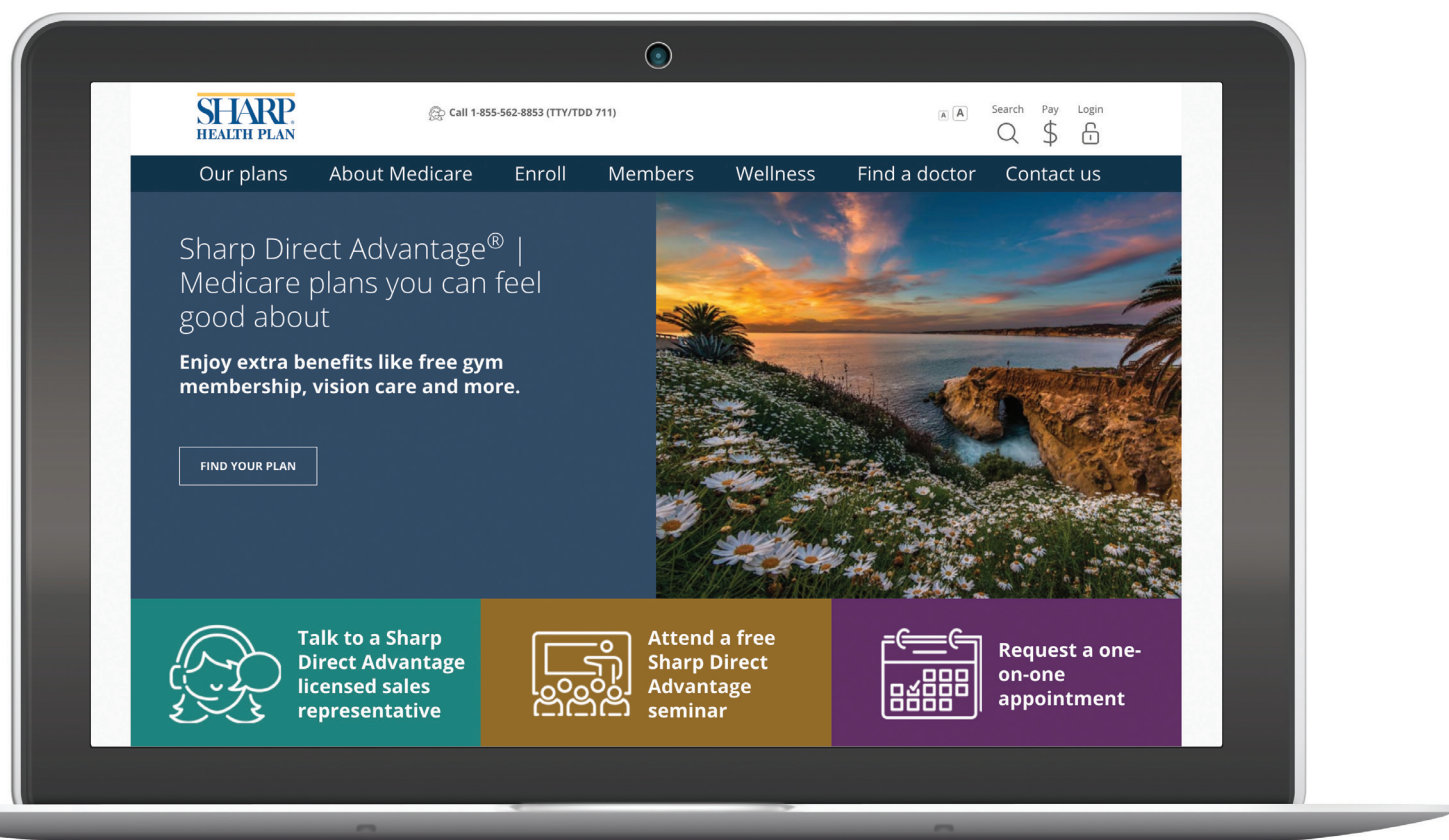 SHARP®
HEALTH PLAN
Call 1-855-562-8853 (TTY/TDD 711)
A A
Search Pay Login
$
Our plans About Medicare Enroll Members Wellness Find a doctor Contact us
Sharp Direct Advantage® |
Medicare plans you can feel
good about
Enjoy extra benefits like free gym
membership, vision care and more.
FIND YOUR PLAN
Talk to a Sharp
Direct Advantage
licensed sales
representative
Attend a free
Sharp Direct
Advantage
seminar
Request a one-
on-one
appointment